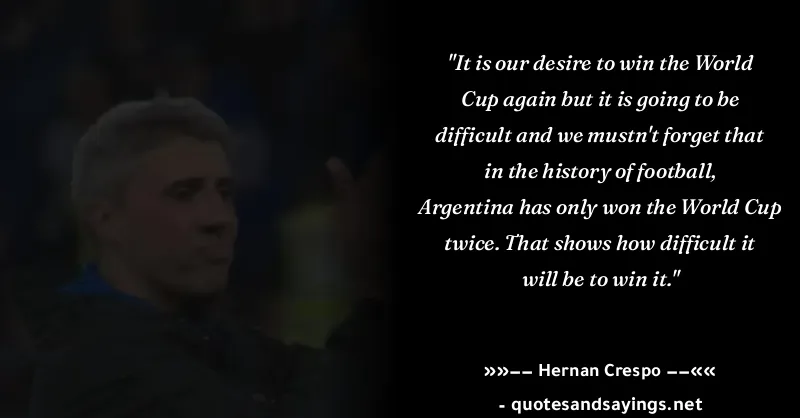 "It is our desire to win the World
Cup again but it is going to be
difficult and we mustn't forget that
in the history of football,
Argentina has only won the World Cup
twice. That shows how difficult it
will be to win it."
»»−− Hernan Crespo −−««
- quotesandsayings.net